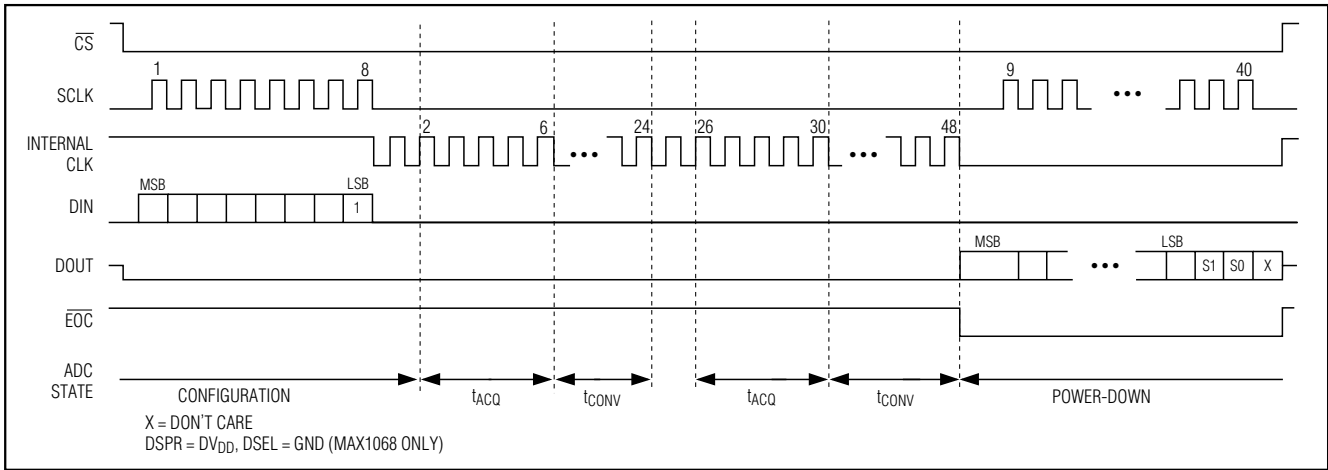 CS
1 8 9 40
SCLK •••
2 6 24 26 30 48
INTERNAL
CLK ••• •••
MSB LSB
DIN 1
MSB LSB
DOUT ••• S1 S0 X
EOC
ADC
STATE
CONFIGURATION tACQ tCONV tACQ tCONV POWER-DOWN
X = DON'T CARE
DSPR = DVDD, DSEL = GND (MAX1068 ONLY)